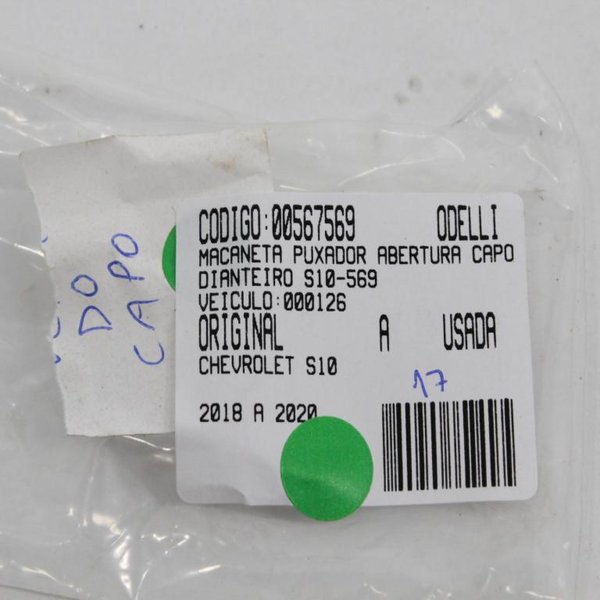 DO
CAPO
CODIGO:00567569 ODELLI
MACANETA PUXADOR ABERTURA CAPO
DIANTEIRO S10-569
VEICULO:000126
ORIGINAL A USADA
CHEVROLET S10
17
2018 A 2020